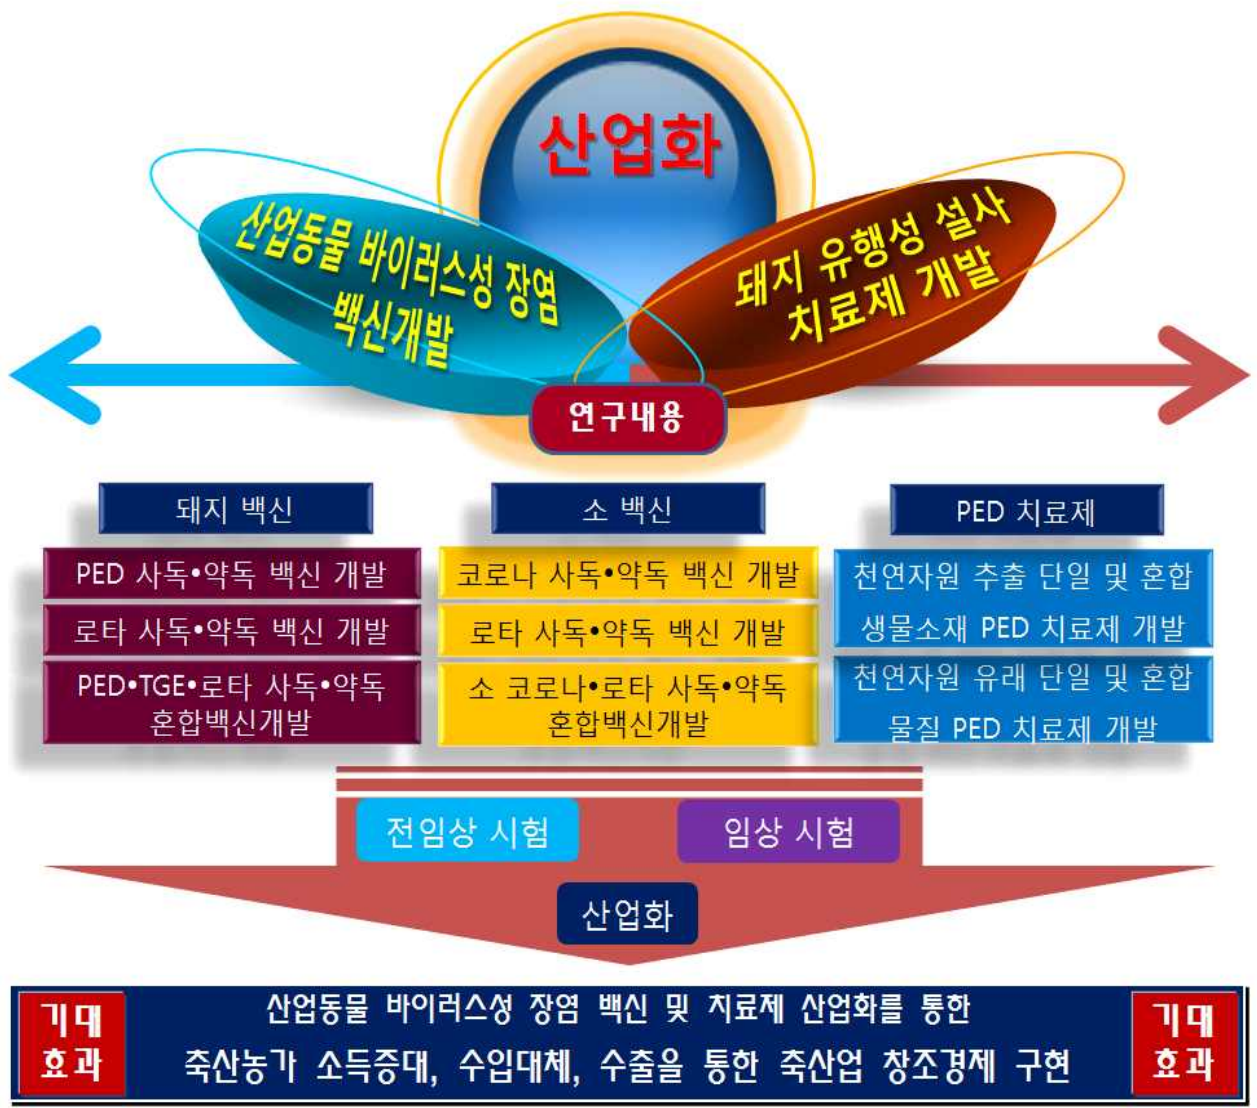 산업화
산업동물 바이러스성 장염
백신개발
돼지 유행성 설사
치료제 개발
연구내용
돼지 백신
PED 사독•약독 백신 개발
로타 사독•약독 백신 개발
PED•TGE•로타 사독•약독
혼합백신개발
소 백신
코로나 사독•약독 백신 개발
로타 사독•약독 백신 개발
소 코로나•로타 사독•약독
혼합백신개발
PED 치료제
천연자원 추출 단일 및 혼합
생물소재 PED 치료제 개발
천연자원 유래 단일 및 혼합
물질 PED 치료제 개발
전임상 시험
임상 시험
산업화
기대
효과
산업동물 바이러스성 장염 백신 및 치료제 산업화를 통한
축산농가 소득증대, 수입대체, 수출을 통한 축산업 창조경제 구현
기대
효과